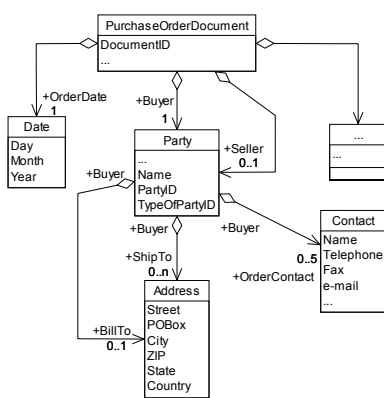 PurchaseOrderDocument
DocumentID
...
+OrderDate
1
+Buyer
1
Date
Day
Month
Year
+Seller
0..1
...
...
Party
...
Name
PartyID
TypeOfPartyID
+Buyer
+Buyer
+Buyer
+ShipTo
0..n
0..5
+OrderContact
Contact
Name
Telephone
Fax
e-mail
...
+BillTo
0..1
Address
Street
POBox
City
ZIP
State
Country